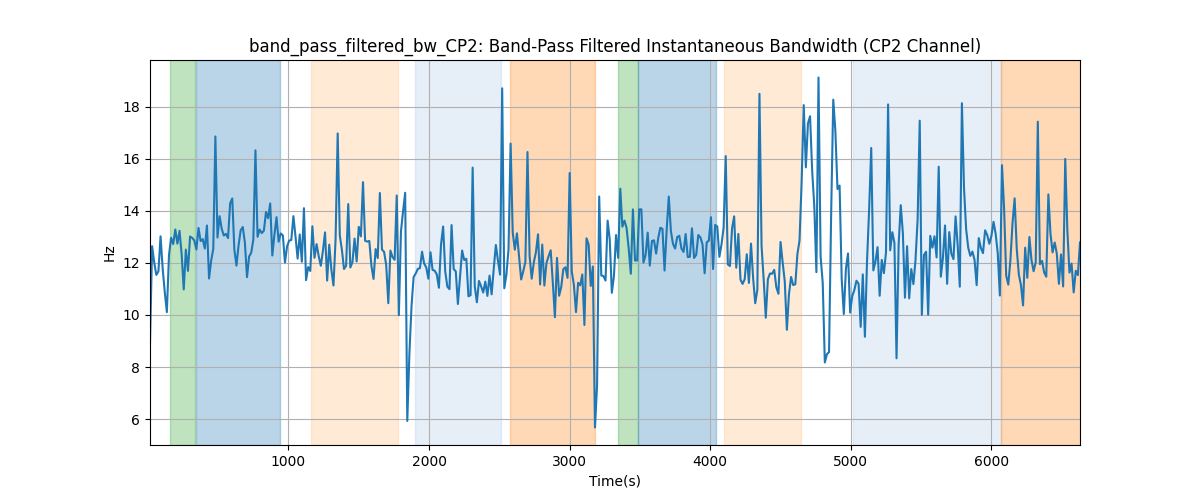 band_pass_filtered_bw_CP2: Band-Pass Filtered Instantaneous Bandwidth (CP2 Channel)
18
16
14
12
10
8
6
Hz
1000 2000 3000 4000 5000 6000
Time(s)